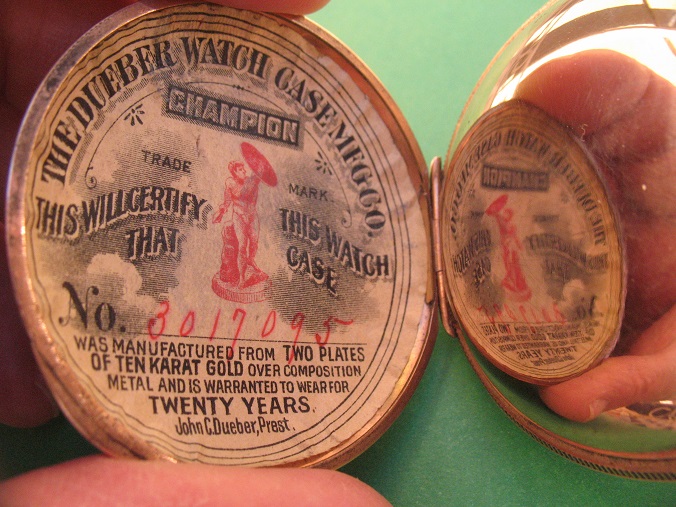 THE DUEBER WATCH CASE MFG.CO.
CHAMPION
TRADE MARK.
THIS WILL CERTIFY
THAT
THIS WATCH
CASE
No. 3017095
WAS MANUFACTURED FROM TWO PLATES
OF TEN KARAT GOLD OVER COMPOSITION
METAL AND IS WARRANTED TO WEAR FOR
TWENTY YEARS.
John C. Dueber, Prest.